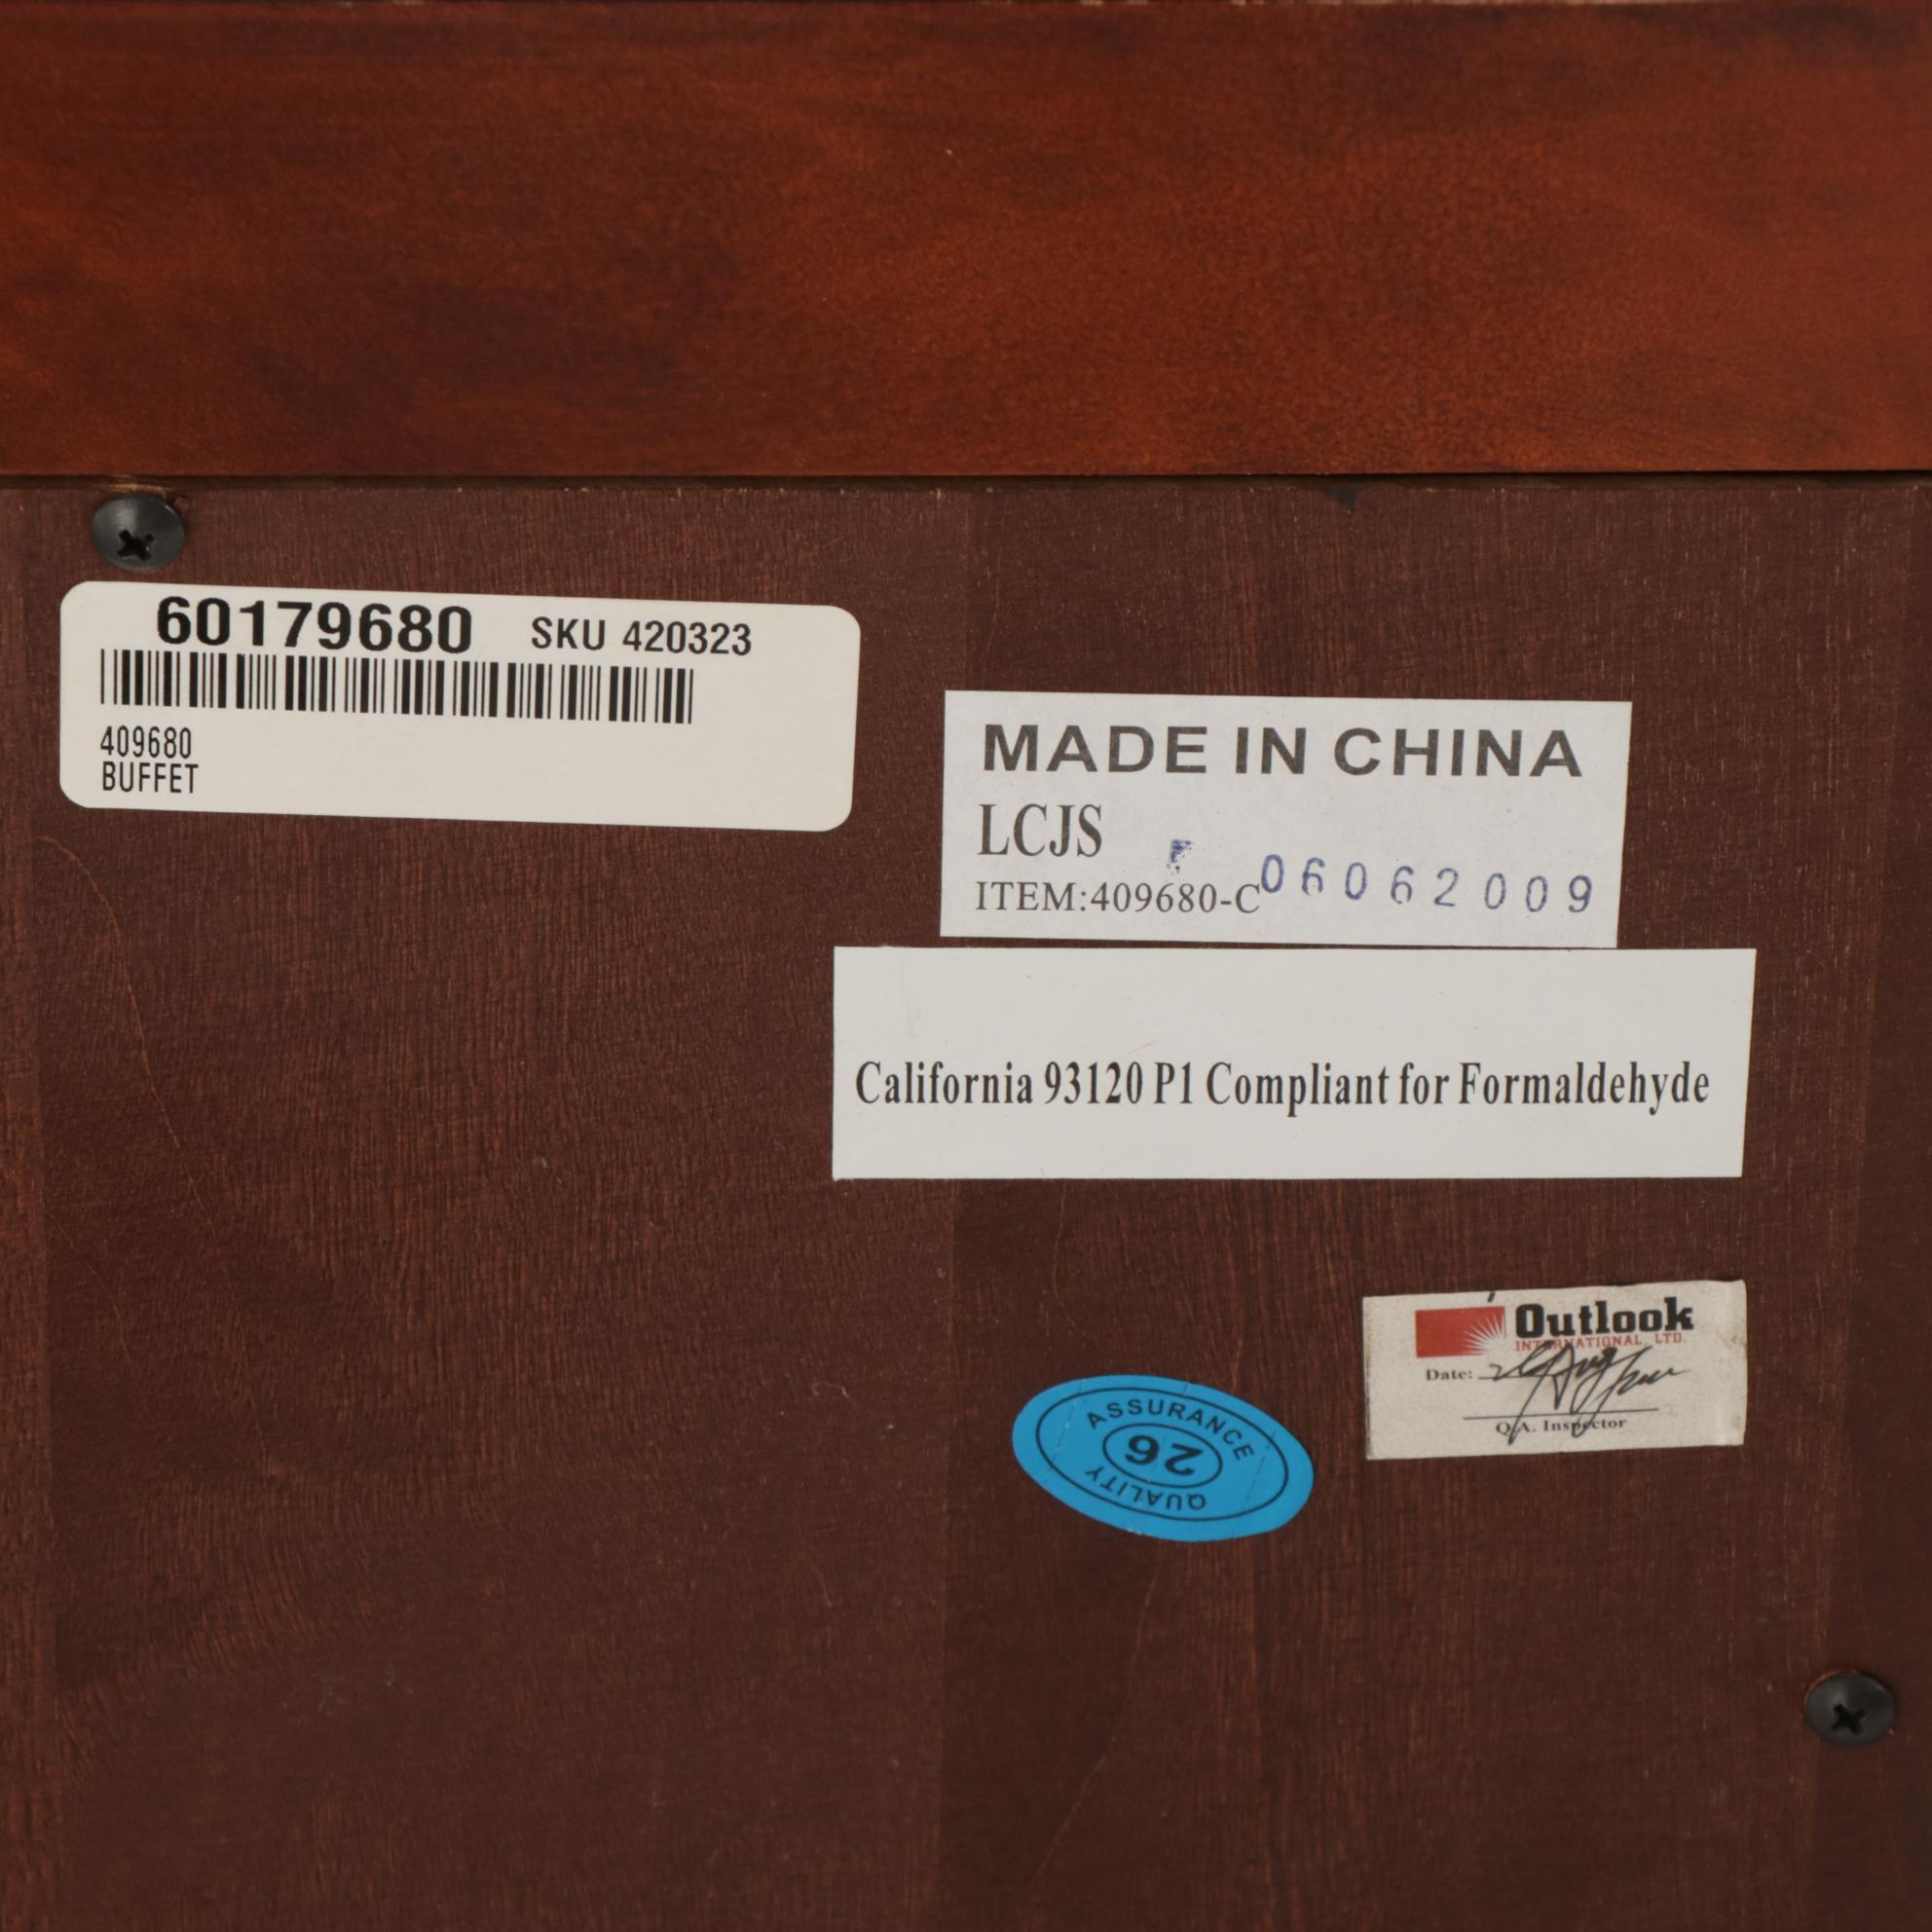 60179680 SKU 420323
409680
BUFFET
MADE IN CHINA
LCJS
ITEM:409680-C 06062009
California 93120 P1 Compliant for Formaldehyde
Outlook
INTERNATIONAL, LTD.
Date:
Q.A. Inspector
ASSURANCE
26
QUALITY